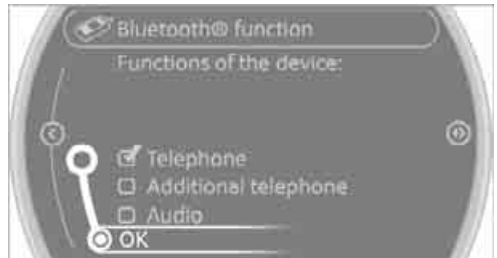 Bluetooth® function
Functions of the device:
Telephone
Additional telephone
Audio
OK